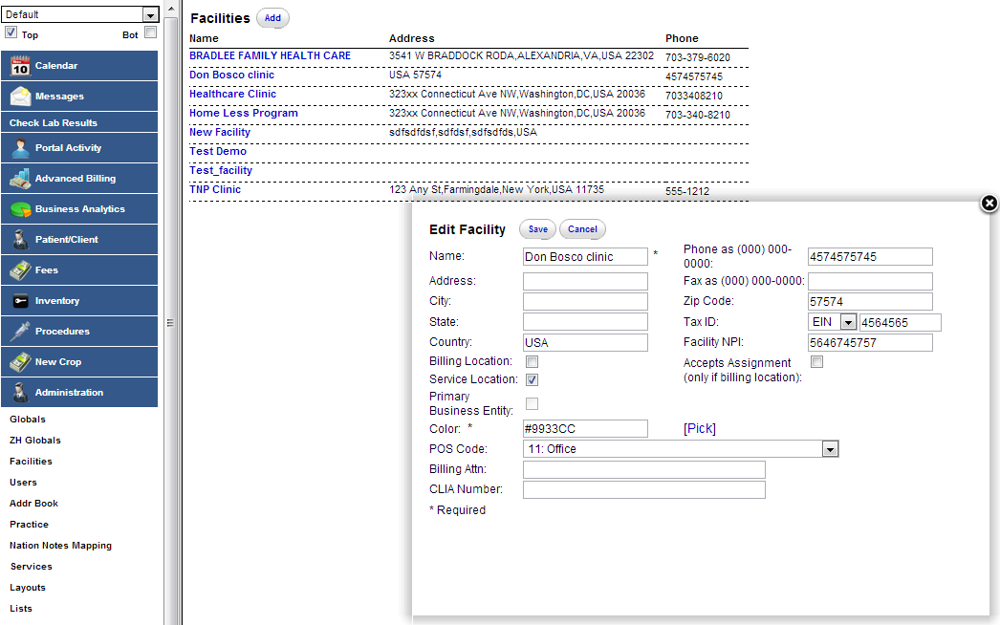 Default
Top Bot
Calendar
Messages
Check Lab Results
Portal Activity
Advanced Billing
Business Analytics
Patient/Client
Fees
Inventory
Procedures
New Crop
Administration
Globals
ZH Globals
Facilities
Users
Addr Book
Practice
Nation Notes Mapping
Services
Layouts
Lists
Facilities Add
Name Address Phone
BRADLEE FAMILY HEALTH CARE 3541 W BRADDOCK RODA,ALEXANDRIA,VA,USA 22302 703-379-6020
Don Bosco clinic USA 57574 4574575745
Healthcare Clinic 323xx Connecticut Ave NW,Washington,DC,USA 20036 7033408210
Home Less Program 323xx Connecticut Ave NW,Washington,DC,USA 20036 703-340-8210
New Facility sdfsdfdsf,sdfdsf,sdfsdfds,USA
Test Demo
Test_facility
TNP Clinic 123 Any St,Farmingdale,New York,USA 11735 555-1212
Edit Facility Save Cancel
Name: Don Bosco clinic * Phone as (000) 000-
0000: 4574575745
Address: Fax as (000) 000-0000:
City: Zip Code: 57574
State: Tax ID: EIN 4564565
Country: USA Facility NPI: 5646745757
Billing Location: Accepts Assignment
Service Location: (only if billing location):
Primary
Business Entity:
Color: * #9933CC [Pick]
POS Code: 11: Office
Billing Attn:
CLIA Number:
* Required